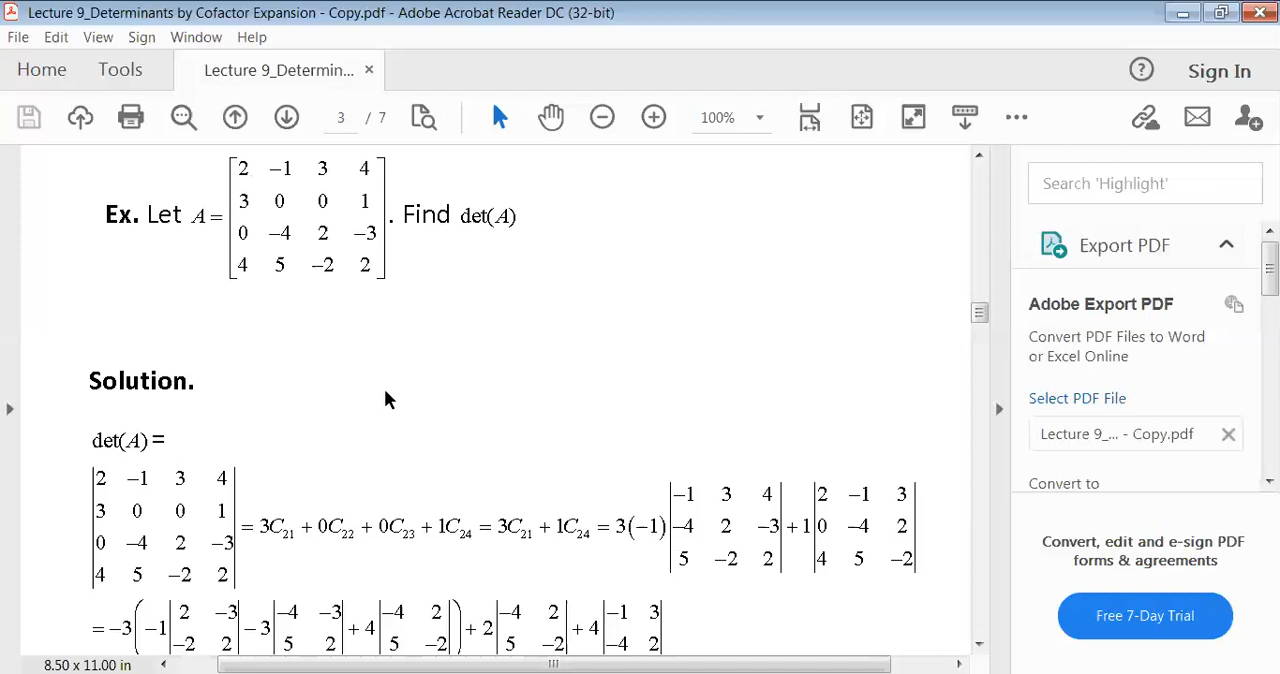 Lecture 9_Determinants by Cofactor Expansion - Copy.pdf - Adobe Acrobat Reader DC (32-bit)
File Edit View Sign Window Help
Home Tools Lecture 9_Determin... × Sign In
3 / 7 100%
Ex. Let A = [2 −1 3 4
3 0 0 1
0 −4 2 −3
4 5 −2 2]. Find det(A)
Solution.
det(A) =
|2 −1 3 4
3 0 0 1
0 −4 2 −3
4 5 −2 2| = 3C₂₁ + 0C₂₂ + 0C₂₃ + 1C₂₄ = 3C₂₁ + 1C₂₄ = 3(−1) |−1 3 4
−4 2 −3
5 −2 2| + 1 |2 −1 3
0 −4 2
4 5 −2|
= −3(−1 |2 −3
−2 2| − 3 |−4 −3
5 2| + 4 |−4 2
5 −2|) + 2 |−4 2
5 −2| + 4 |−1 3
−4 2|
8.50 x 11.00 in
Search 'Highlight'
Export PDF
Adobe Export PDF
Convert PDF Files to Word
or Excel Online
Select PDF File
Lecture 9_... - Copy.pdf
Convert to
Convert, edit and e-sign PDF
forms & agreements
Free 7-Day Trial